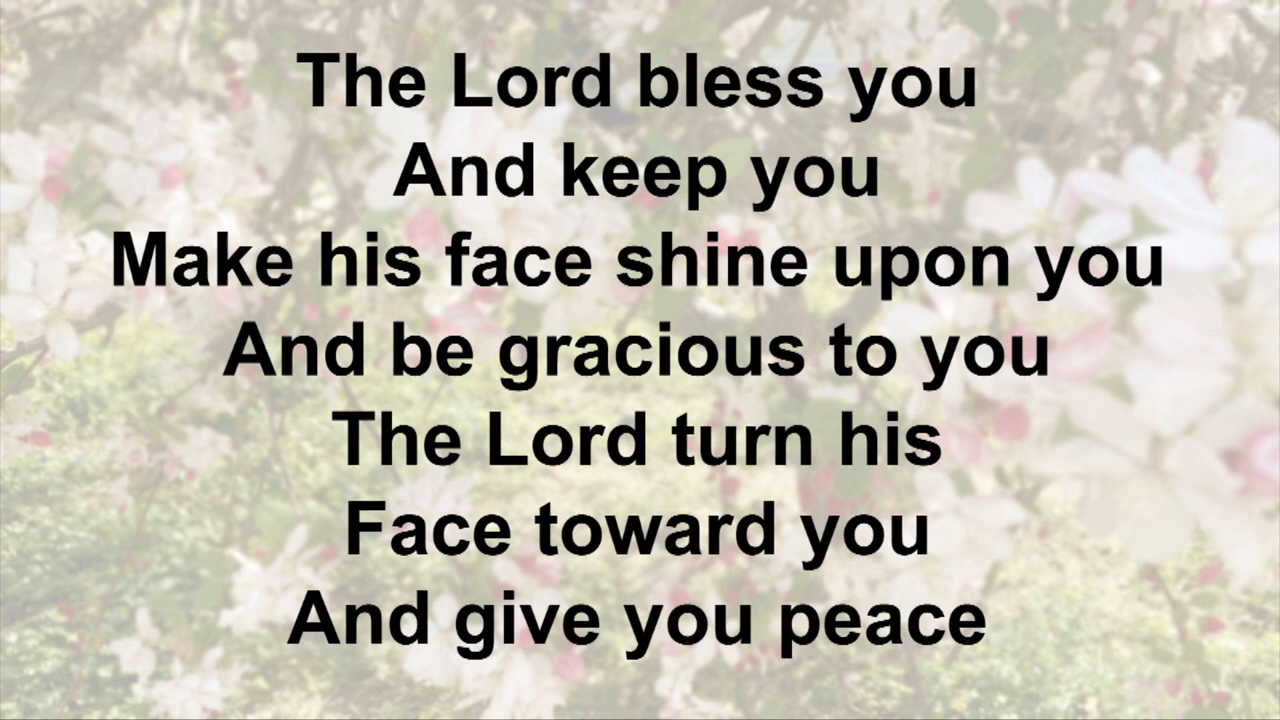 The Lord bless you
And keep you
Make his face shine upon you
And be gracious to you
The Lord turn his
Face toward you
And give you peace